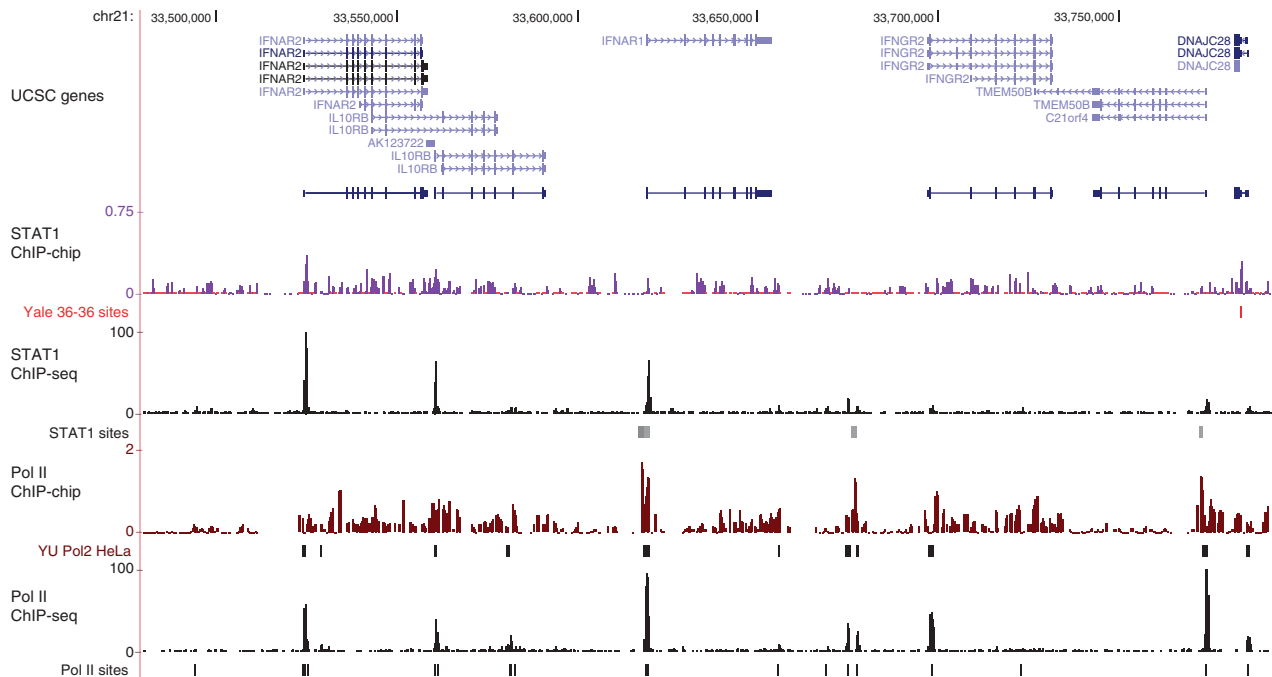 chr21: 33,500,000 33,550,000 33,600,000 33,650,000 33,700,000 33,750,000
IFNAR2 IFNAR1 IFNGR2 DNAJC28
IFNAR2 IFNGR2 DNAJC28
IFNAR2 IFNGR2 DNAJC28
IFNAR2 IFNGR2
IFNAR2 TMEM50B
UCSC genes
IFNAR2 TMEM50B
IL10RB C21orf4
IL10RB
AK123722
IL10RB
IL10RB
0.75
STAT1
ChIP-chip
0
Yale 36-36 sites
100
STAT1
ChIP-seq
0
STAT1 sites
2
Pol II
ChIP-chip
0
YU Pol2 HeLa
100
Pol II
ChIP-seq
0
Pol II sites